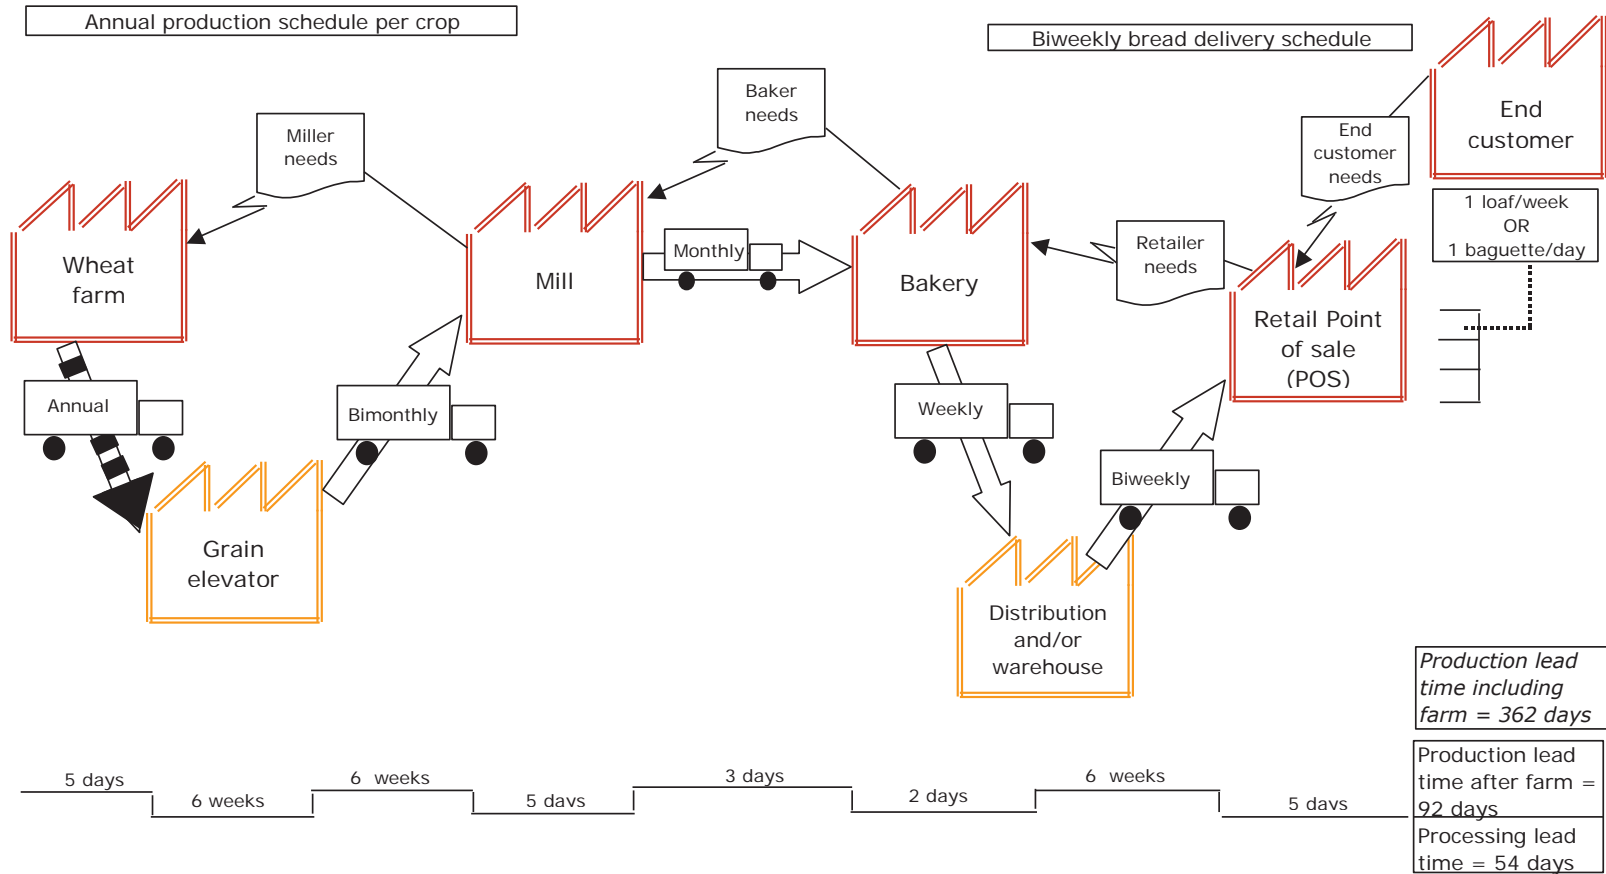 Annual production schedule per crop
Biweekly bread delivery schedule
Miller
needs
Baker
needs
End
customer
needs
End
customer
1 loaf/week
OR
1 baguette/day
Wheat
farm
Mill
Monthly
Bakery
Retailer
needs
Retail Point
of sale
(POS)
Annual
Bimonthly
Weekly
Biweekly
Grain
elevator
Distribution
and/or
warehouse
Production lead
time including
farm = 362 days
Production lead
time after farm =
92 days
Processing lead
time = 54 days
5 days
6 weeks
6 weeks
5 days
3 days
2 days
6 weeks
5 days